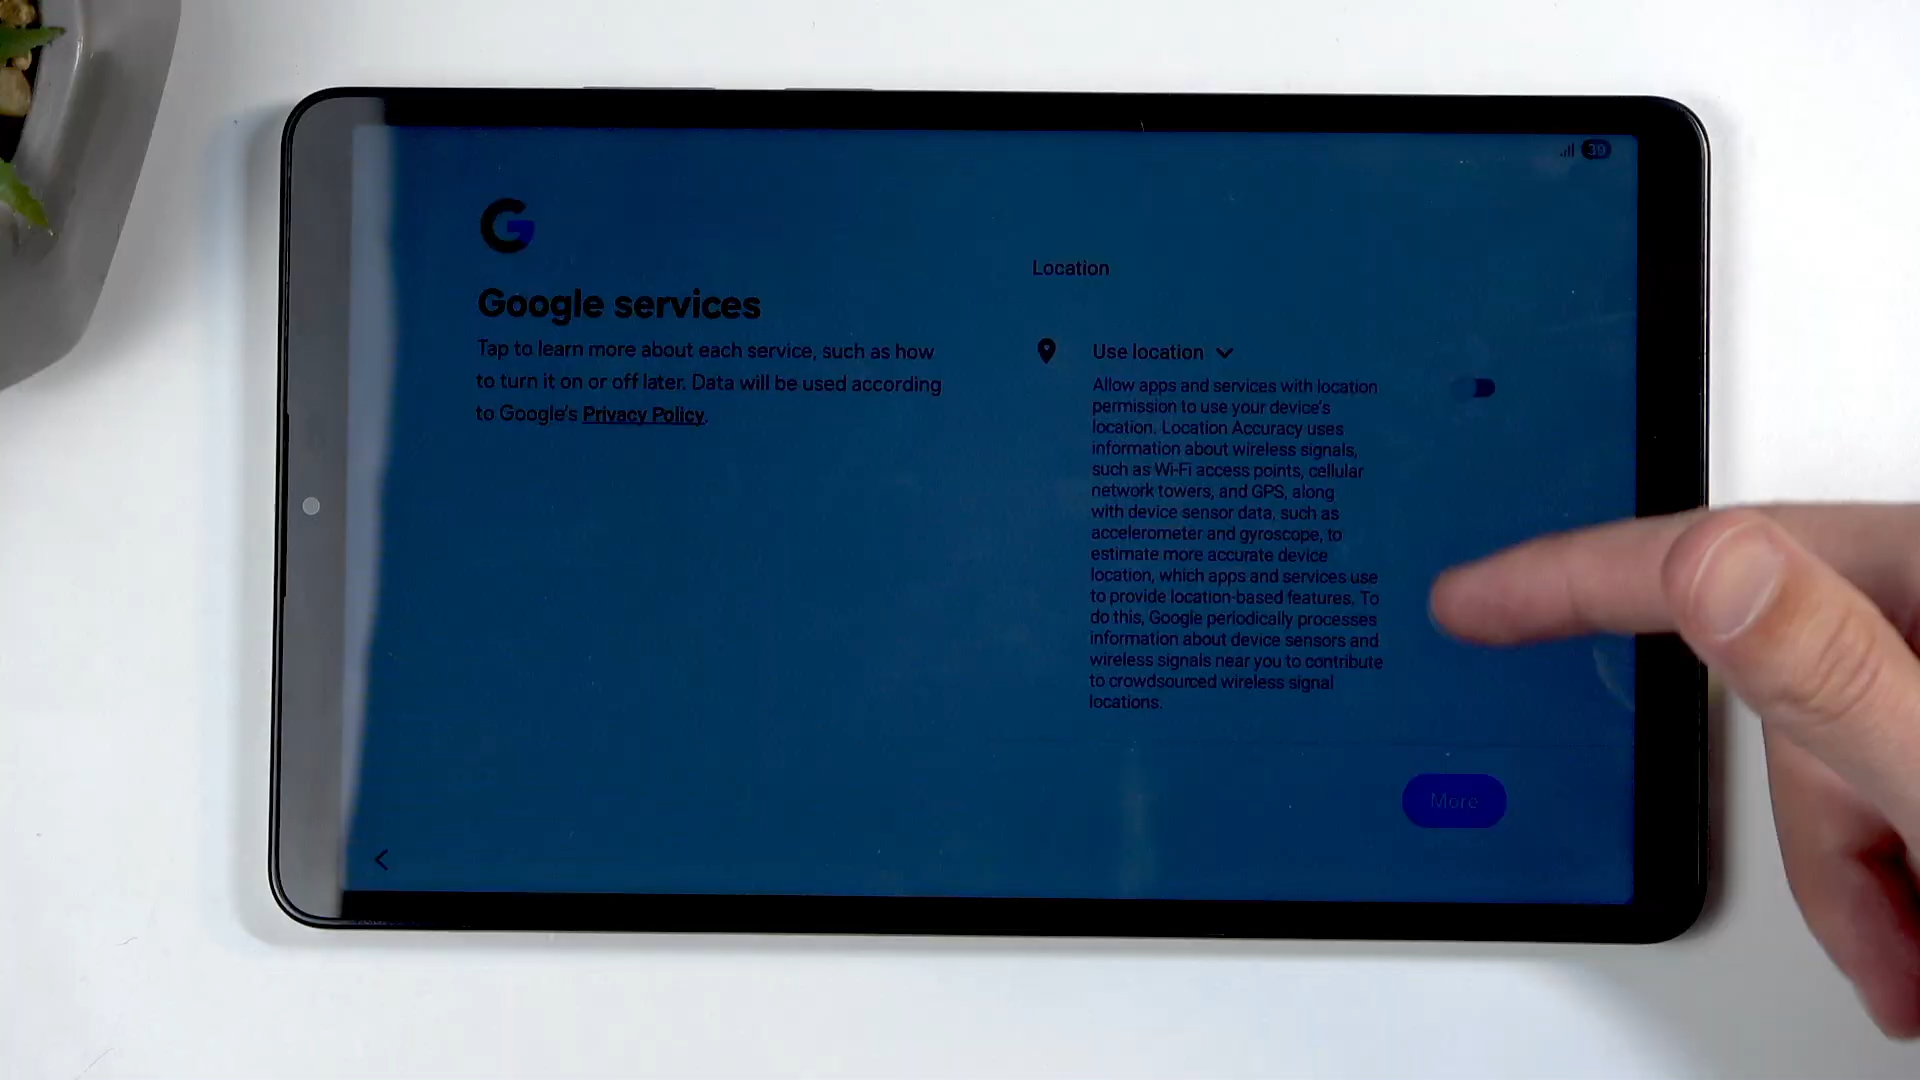 39
Google services
Tap to learn more about each service, such as how
to turn it on or off later. Data will be used according
to Google's Privacy Policy.
Location
Use location
Allow apps and services with location
permission to use your device's
location. Location Accuracy uses
information about wireless signals,
such as Wi-Fi access points, cellular
network towers, and GPS, along
with device sensor data, such as
accelerometer and gyroscope, to
estimate more accurate device
location, which apps and services use
to provide location-based features. To
do this, Google periodically processes
information about device sensors and
wireless signals near you to contribute
to crowdsourced wireless signal
locations.
More